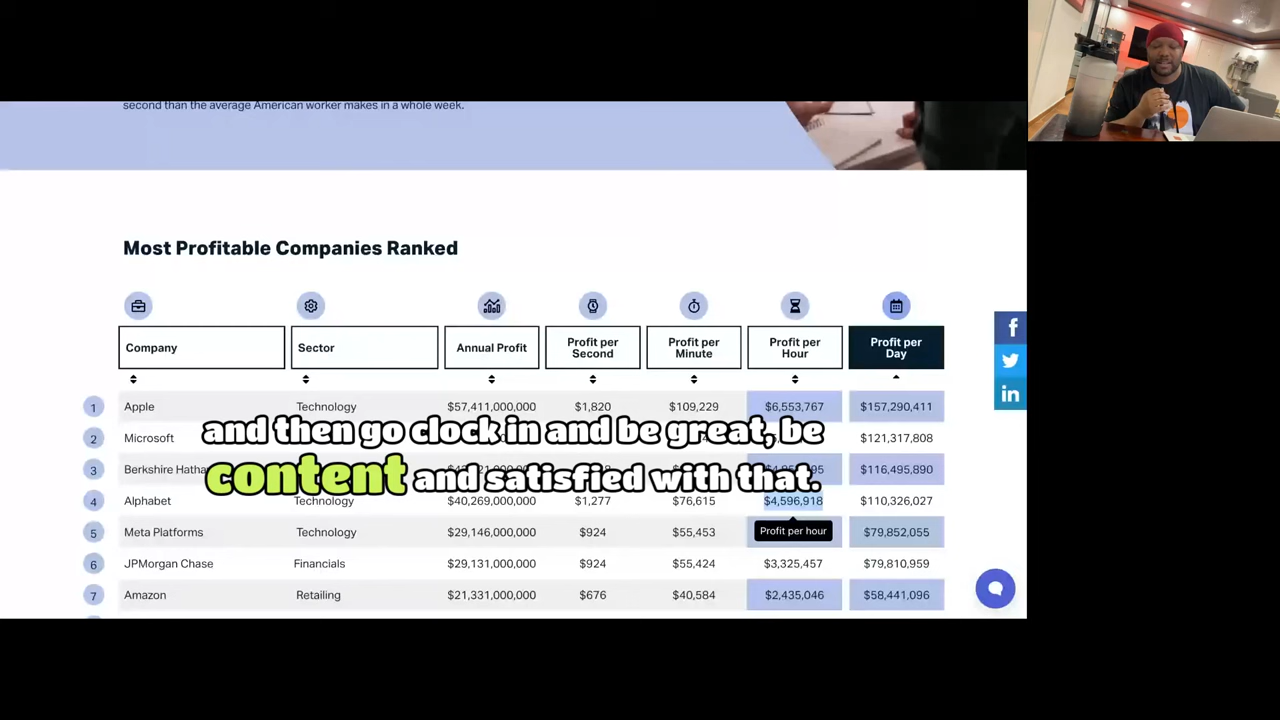 second than the average American worker makes in a whole week.
Most Profitable Companies Ranked
Company Sector Annual Profit Profit per Second Profit per Minute Profit per Hour Profit per Day
1 Apple Technology $57,411,000,000 $1,820 $109,229 $6,553,767 $157,290,411
and then go clock in and be great, be
2 Microsoft $121,317,808
3 Berkshire $116,495,890
content and satisfied with that.
4 Alphabet Technology $40,269,000,000 $1,277 $76,615 $4,596,918 $110,326,027
5 Meta Platforms Technology $29,146,000,000 $924 $55,453 $79,852,055
Profit per hour
6 JPMorgan Chase Financials $29,131,000,000 $924 $55,424 $3,325,457 $79,810,959
7 Amazon Retailing $21,331,000,000 $676 $40,584 $2,435,046 $58,441,096